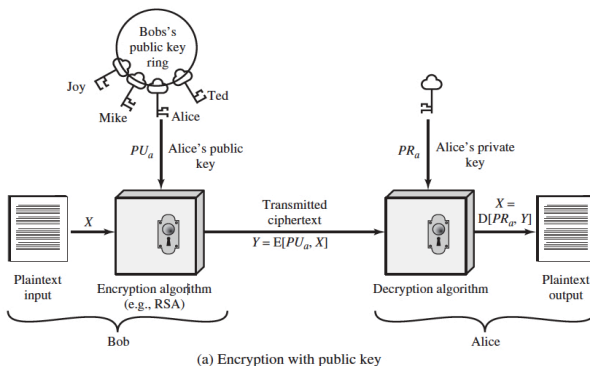 Bobs's
public key
ring
Joy
Ted
Mike
Alice
PUa
Alice's public
key
PRa
Alice's private
key
X
Transmitted
ciphertext
Y = E[PUa, X]
X =
D[PRa, Y]
Plaintext
input
Encryption algorithm
(e.g., RSA)
Decryption algorithm
Plaintext
output
Bob
Alice
(a) Encryption with public key